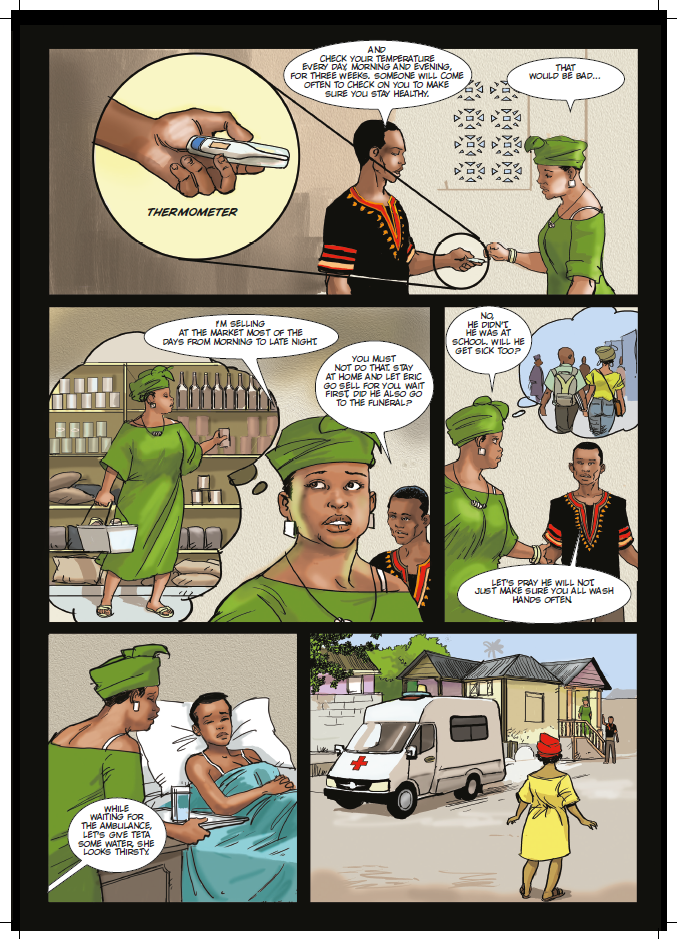 AND
CHECK YOUR TEMPERATURE
EVERY DAY, MORNING AND EVENING,
FOR THREE WEEKS. SOMEONE WILL COME
OFTEN TO CHECK ON YOU TO MAKE
SURE YOU STAY HEALTHY.
THAT
WOULD BE BAD...
THERMOMETER
I'M SELLING
AT THE MARKET MOST OF THE
DAYS FROM MORNING TO LATE NIGHT.
YOU MUST
NOT DO THAT. STAY
AT HOME AND LET ERIC
GO SELL FOR YOU. WAIT
FIRST, DID HE ALSO GO
TO THE FUNERAL?
NO,
HE DIDN'T.
HE WAS AT
SCHOOL. WILL HE
GET SICK TOO?
LET'S PRAY HE WILL NOT.
JUST MAKE SURE YOU ALL WASH
HANDS OFTEN.
WHILE
WAITING FOR
THE AMBULANCE,
LET'S GIVE TETA
SOME WATER, SHE
LOOKS THIRSTY.